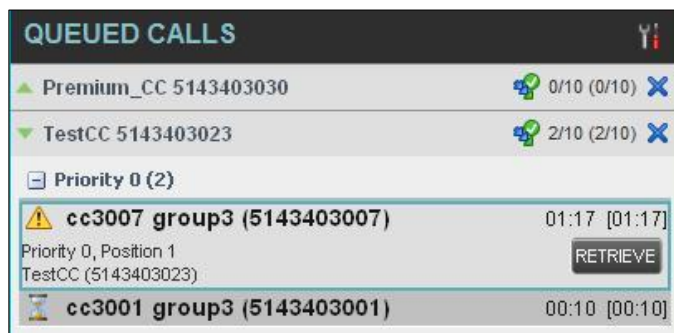 QUEUED CALLS
Premium_CC 5143403030 0/10 (0/10)
TestCC 5143403023 2/10 (2/10)
Priority 0 (2)
cc3007 group3 (5143403007) 01:17 [01:17]
Priority 0, Position 1
RETRIEVE
TestCC (5143403023)
cc3001 group3 (5143403001) 00:10 [00:10]